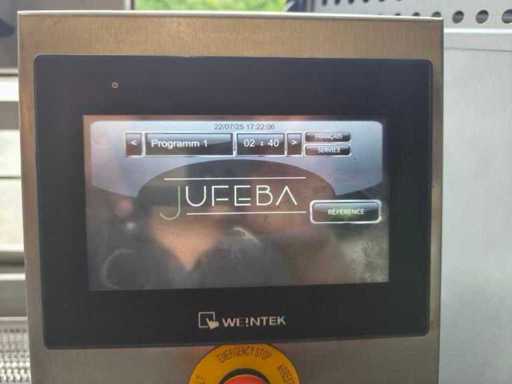 22/07/25 17:22:06
< Programm 1 02 : 40 > FRANÇAIS
SERVICE
JUFEBA
RÉFÉRENCE
WEINTEK
EMERGENCY STOP